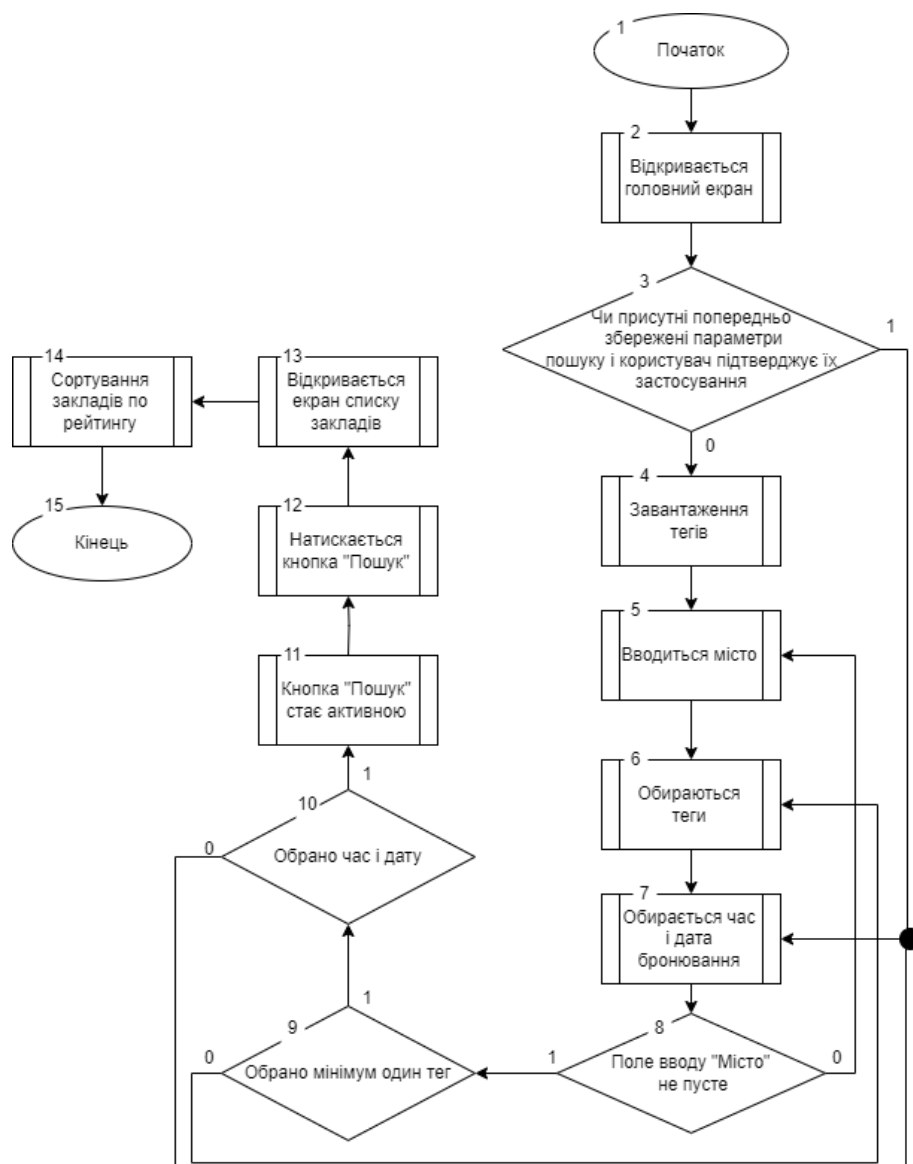 1
Початок
2
Відкривається
головний екран
3
Чи присутні попередньо
збережені параметри
пошуку і користувач підтверджує їх
застосування
1
0
4
Завантаження
тегів
5
Вводиться місто
6
Обираються
теги
7
Обирається час
і дата
бронювання
8
Поле вводу "Місто"
не пусте
0
1
9
Обрано мінімум один тег
0
1
10
Обрано час і дату
0
1
11
Кнопка "Пошук"
стає активною
12
Натискається
кнопка "Пошук"
13
Відкривається
екран списку
закладів
14
Сортування
закладів по
рейтингу
15
Кінець